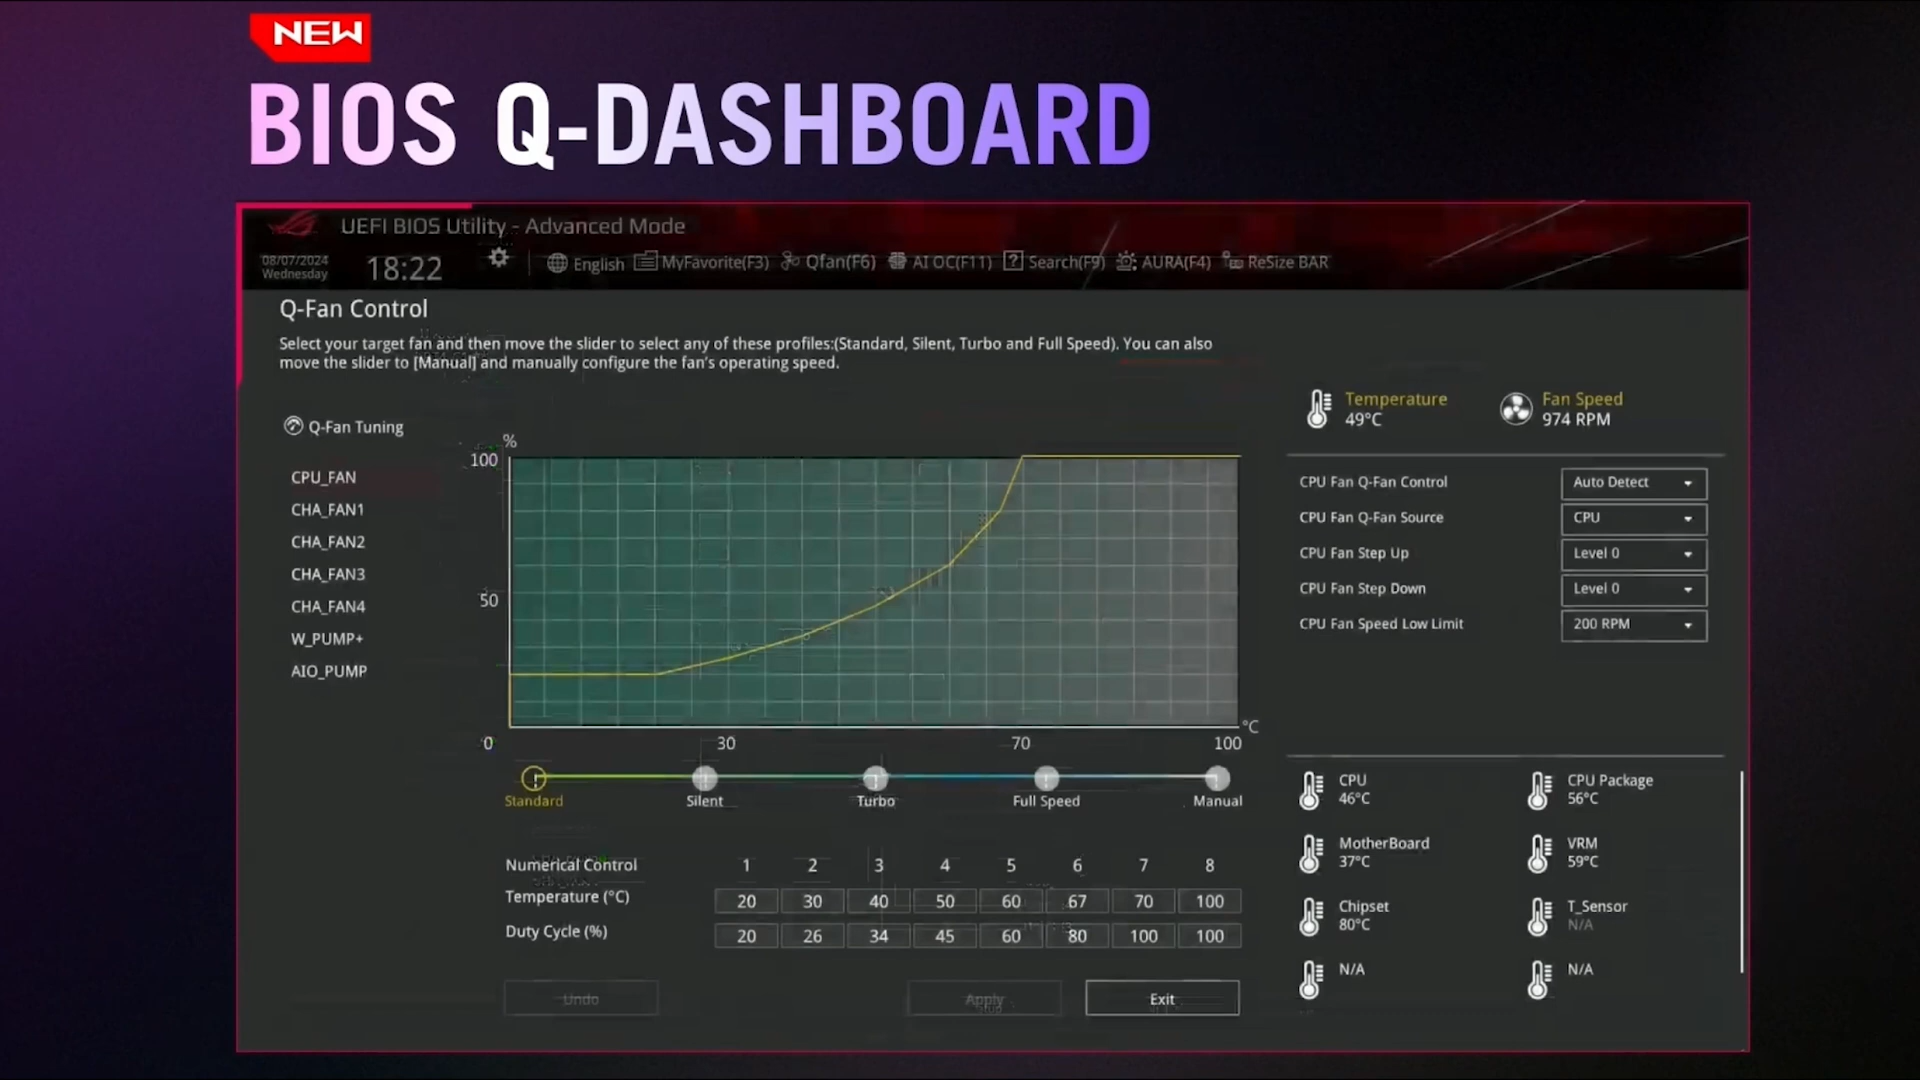 NEW
BIOS Q-DASHBOARD
UEFI BIOS Utility - Advanced Mode
08/07/2024
Wednesday
18:22
English MyFavorite(F3) Qfan(F6) AI OC(F11) Search(F9) AURA(F4) ReSize BAR
Q-Fan Control
Select your target fan and then move the slider to select any of these profiles:(Standard, Silent, Turbo and Full Speed). You can also
move the slider to [Manual] and manually configure the fan's operating speed.
Q-Fan Tuning
CPU_FAN
CHA_FAN1
CHA_FAN2
CHA_FAN3
CHA_FAN4
W_PUMP+
AIO_PUMP
%
100
50
0 30 70 100
°C
Standard Silent Turbo Full Speed Manual
Numerical Control 1 2 3 4 5 6 7 8
Temperature (°C) 20 30 40 50 60 67 70 100
Duty Cycle (%) 20 26 34 45 60 80 100 100
Undo Apply Exit
Temperature
49°C
Fan Speed
974 RPM
CPU Fan Q-Fan Control Auto Detect
CPU Fan Q-Fan Source CPU
CPU Fan Step Up Level 0
CPU Fan Step Down Level 0
CPU Fan Speed Low Limit 200 RPM
CPU
46°C
CPU Package
56°C
MotherBoard
37°C
VRM
59°C
Chipset
80°C
T_Sensor
N/A
N/A
N/A